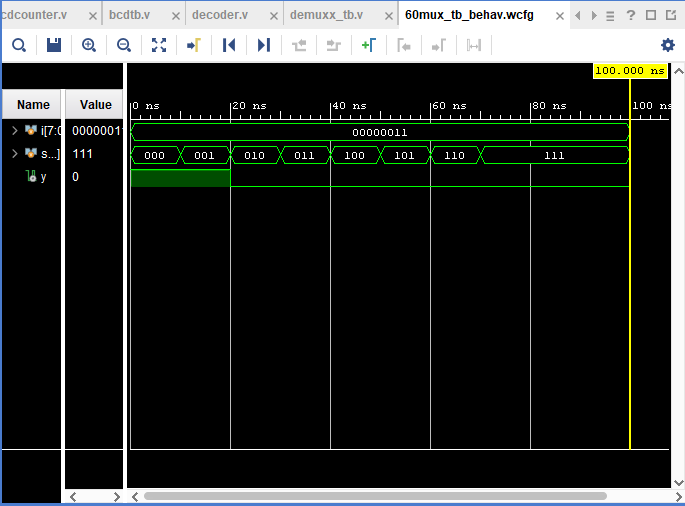 cdcounter.v × bcdtb.v × decoder.v × demuxx_tb.v × 60mux_tb_behav.wcfg ×
100.000 ns
Name Value
0 ns 20 ns 40 ns 60 ns 80 ns 100 ns
i[7:0 00000011 00000011
s...] 111 000 001 010 011 100 101 110 111
y 0